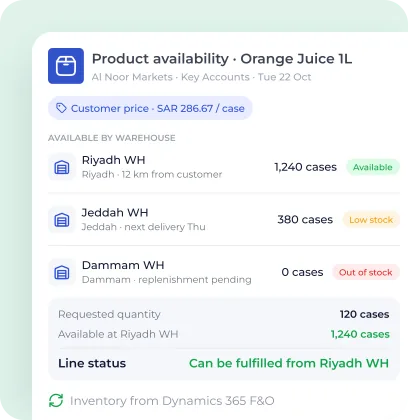 Product availability · Orange Juice 1L
Al Noor Markets · Key Accounts · Tue 22 Oct
Customer price · SAR 286.67 / case
AVAILABLE BY WAREHOUSE
Riyadh WH
Riyadh · 12 km from customer
1,240 cases
Available
Jeddah WH
Jeddah · next delivery Thu
380 cases
Low stock
Dammam WH
Dammam · replenishment pending
0 cases
Out of stock
Requested quantity 120 cases
Available at Riyadh WH 1,240 cases
Line status Can be fulfilled from Riyadh WH
Inventory from Dynamics 365 F&O